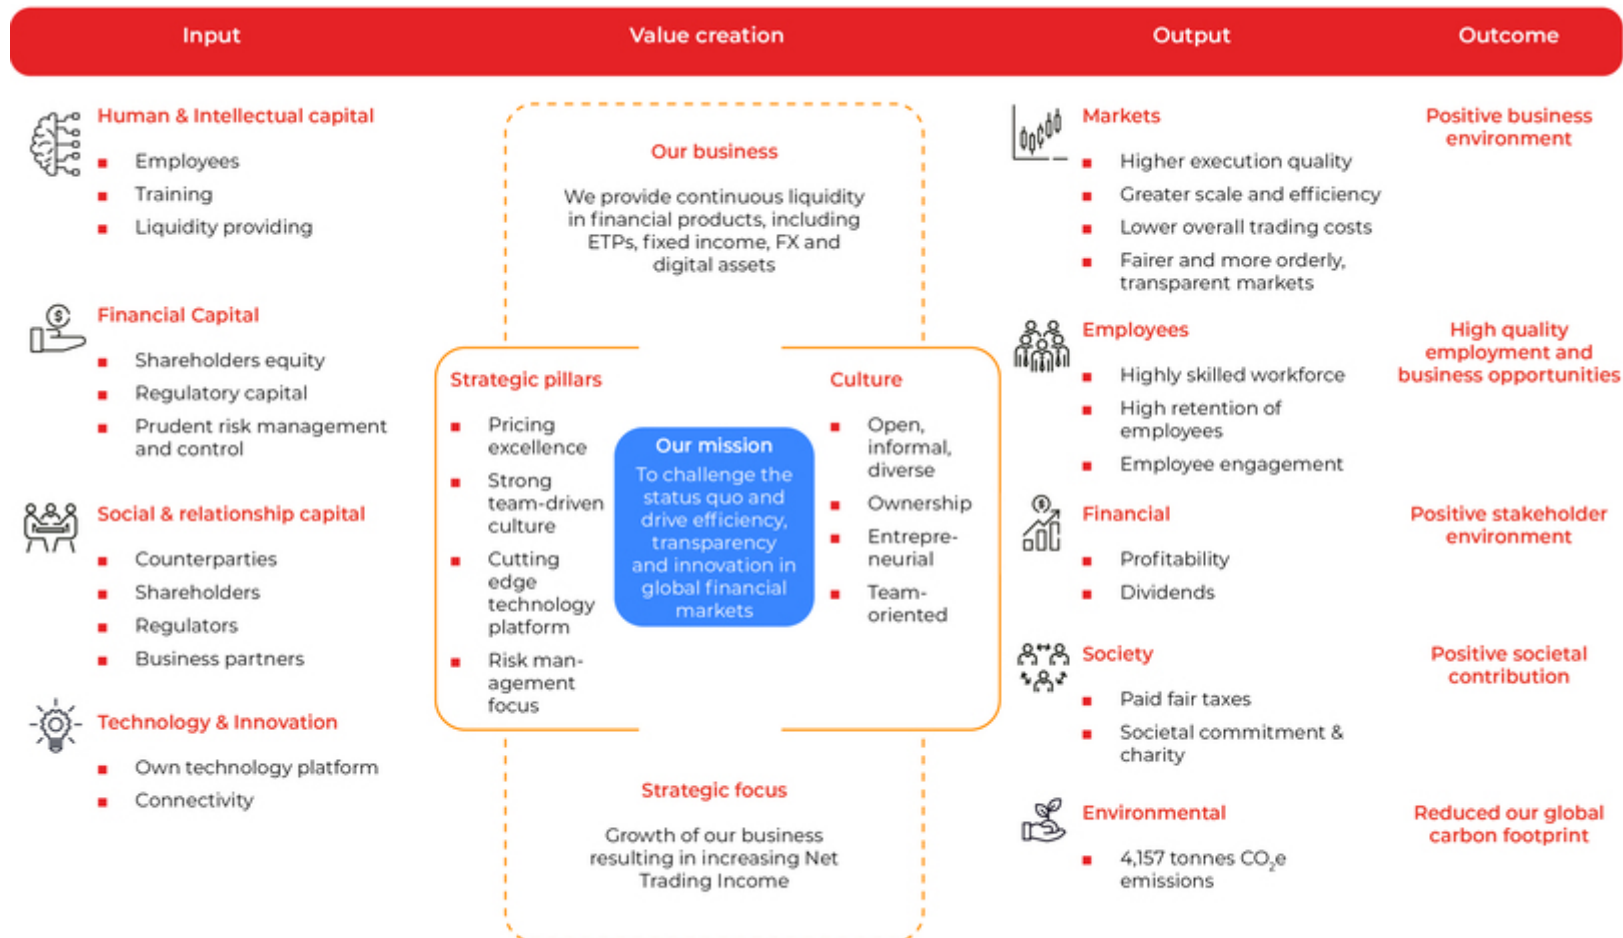 Input
Value creation
Output
Outcome
Human & Intellectual capital
Employees
Training
Liquidity providing
Financial Capital
Shareholders equity
Regulatory capital
Prudent risk management
and control
Social & relationship capital
Counterparties
Shareholders
Regulators
Business partners
Technology & Innovation
Own technology platform
Connectivity
Our business
We provide continuous liquidity
in financial products, including
ETPs, fixed income, FX and
digital assets
Strategic pillars
Pricing
excellence
Strong
team-driven
culture
Cutting
edge
technology
platform
Risk man-
agement
focus
Our mission
To challenge the
status quo and
drive efficiency,
transparency
and innovation in
global financial
markets
Culture
Open,
informal,
diverse
Ownership
Entrepre-
neurial
Team-
oriented
Strategic focus
Growth of our business
resulting in increasing Net
Trading Income
Markets
Higher execution quality
Greater scale and efficiency
Lower overall trading costs
Fairer and more orderly,
transparent markets
Positive business
environment
Employees
Highly skilled workforce
High retention of
employees
Employee engagement
High quality
employment and
business opportunities
Financial
Profitability
Dividends
Positive stakeholder
environment
Society
Paid fair taxes
Societal commitment &
charity
Positive societal
contribution
Environmental
4,157 tonnes CO₂e
emissions
Reduced our global
carbon footprint